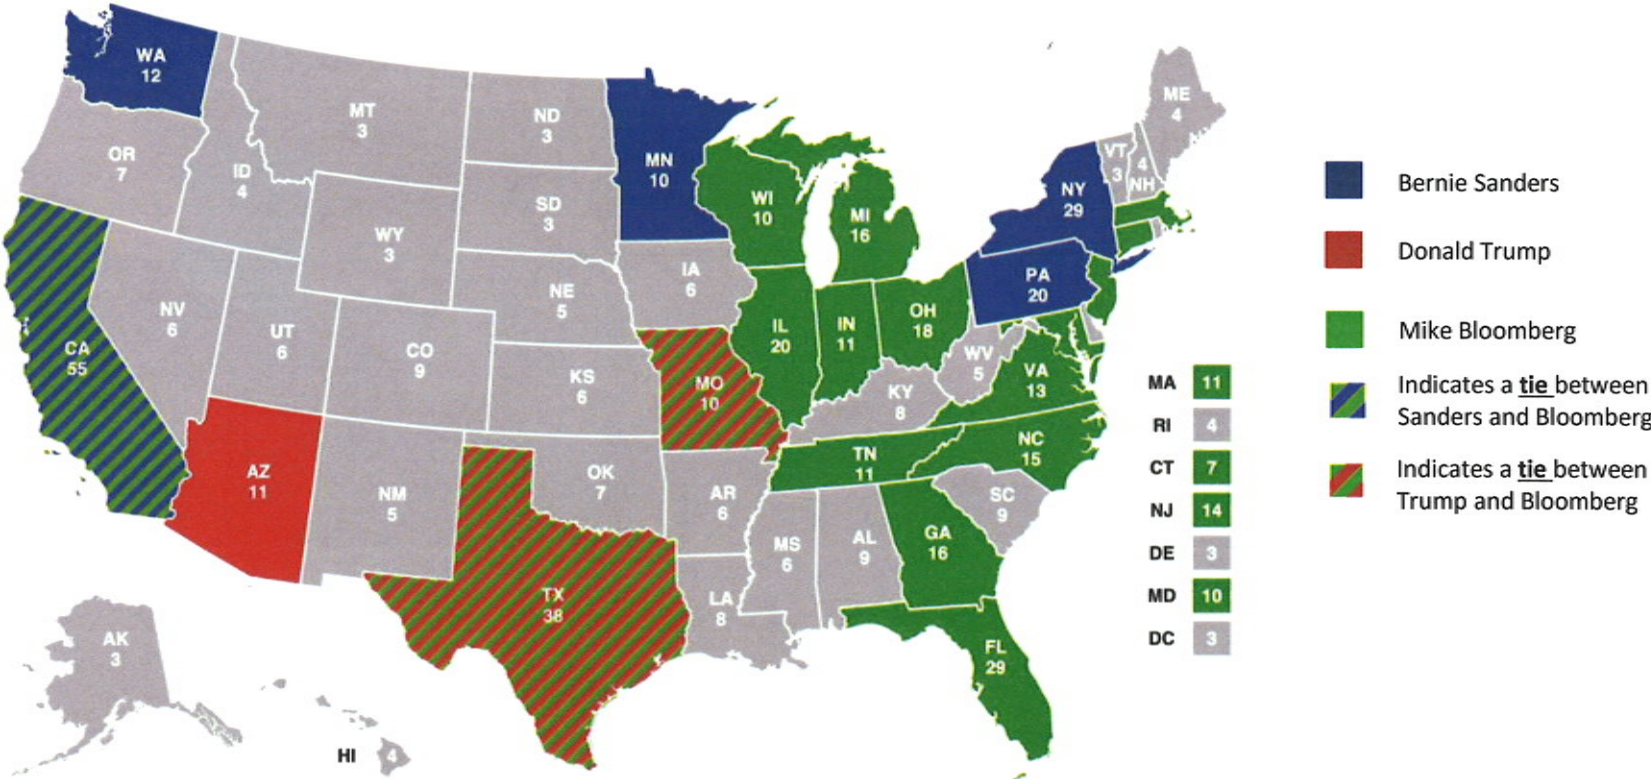 WA
12
OR
7
ID
4
MT
3
ND
3
MN
10
SD
3
WY
3
NV
6
UT
6
CO
9
NE
5
IA
6
KS
6
CA
55
AZ
11
NM
5
OK
7
TX
38
MO
10
AR
6
LA
8
WI
10
MI
16
IL
20
IN
11
OH
18
KY
8
WV
5
VA
13
PA
20
NY
29
VT
3
4
NH
ME
4
TN
11
NC
15
SC
9
MS
6
AL
9
GA
16
FL
29
AK
3
HI 4
MA 11
RI 4
CT 7
NJ 14
DE 3
MD 10
DC 3
Bernie Sanders
Donald Trump
Mike Bloomberg
Indicates a tie between
Sanders and Bloomberg
Indicates a tie between
Trump and Bloomberg